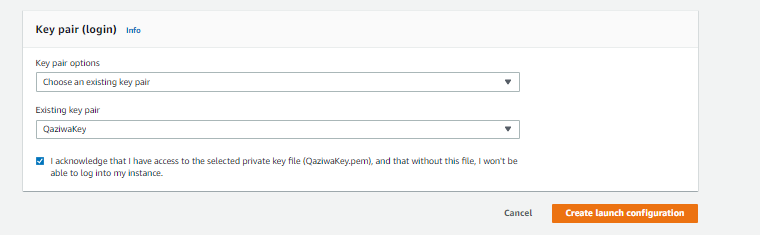 Key pair (login) Info
Key pair options
Choose an existing key pair
Existing key pair
QaziwaKey
I acknowledge that I have access to the selected private key file (QaziwaKey.pem), and that without this file, I won't be
able to log into my instance.
Cancel Create launch configuration